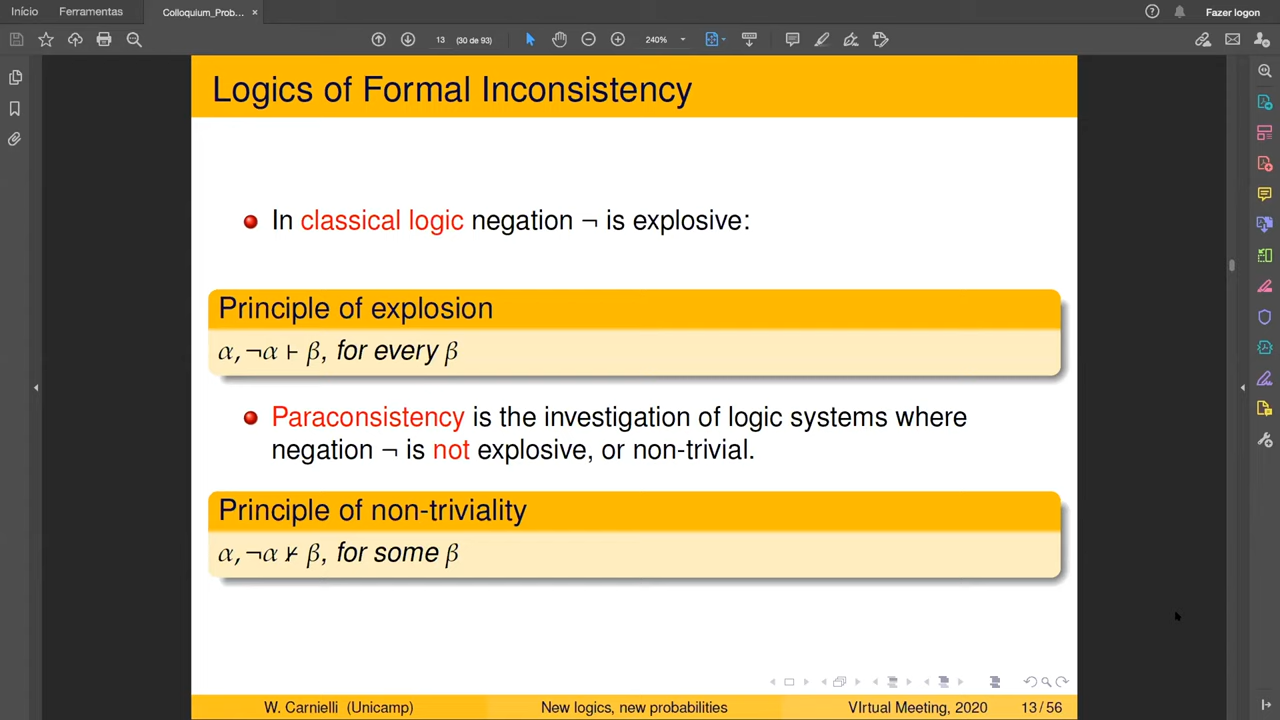 Início Ferramentas Colloquium_Prob... ×
Fazer logon
13 (30 de 93) 240%
Logics of Formal Inconsistency
In classical logic negation ¬ is explosive:
Principle of explosion
α, ¬α ⊢ β, for every β
Paraconsistency is the investigation of logic systems where
negation ¬ is not explosive, or non-trivial.
Principle of non-triviality
α, ¬α ⊬ β, for some β
W. Carnielli (Unicamp) New logics, new probabilities VIrtual Meeting, 2020 13 / 56